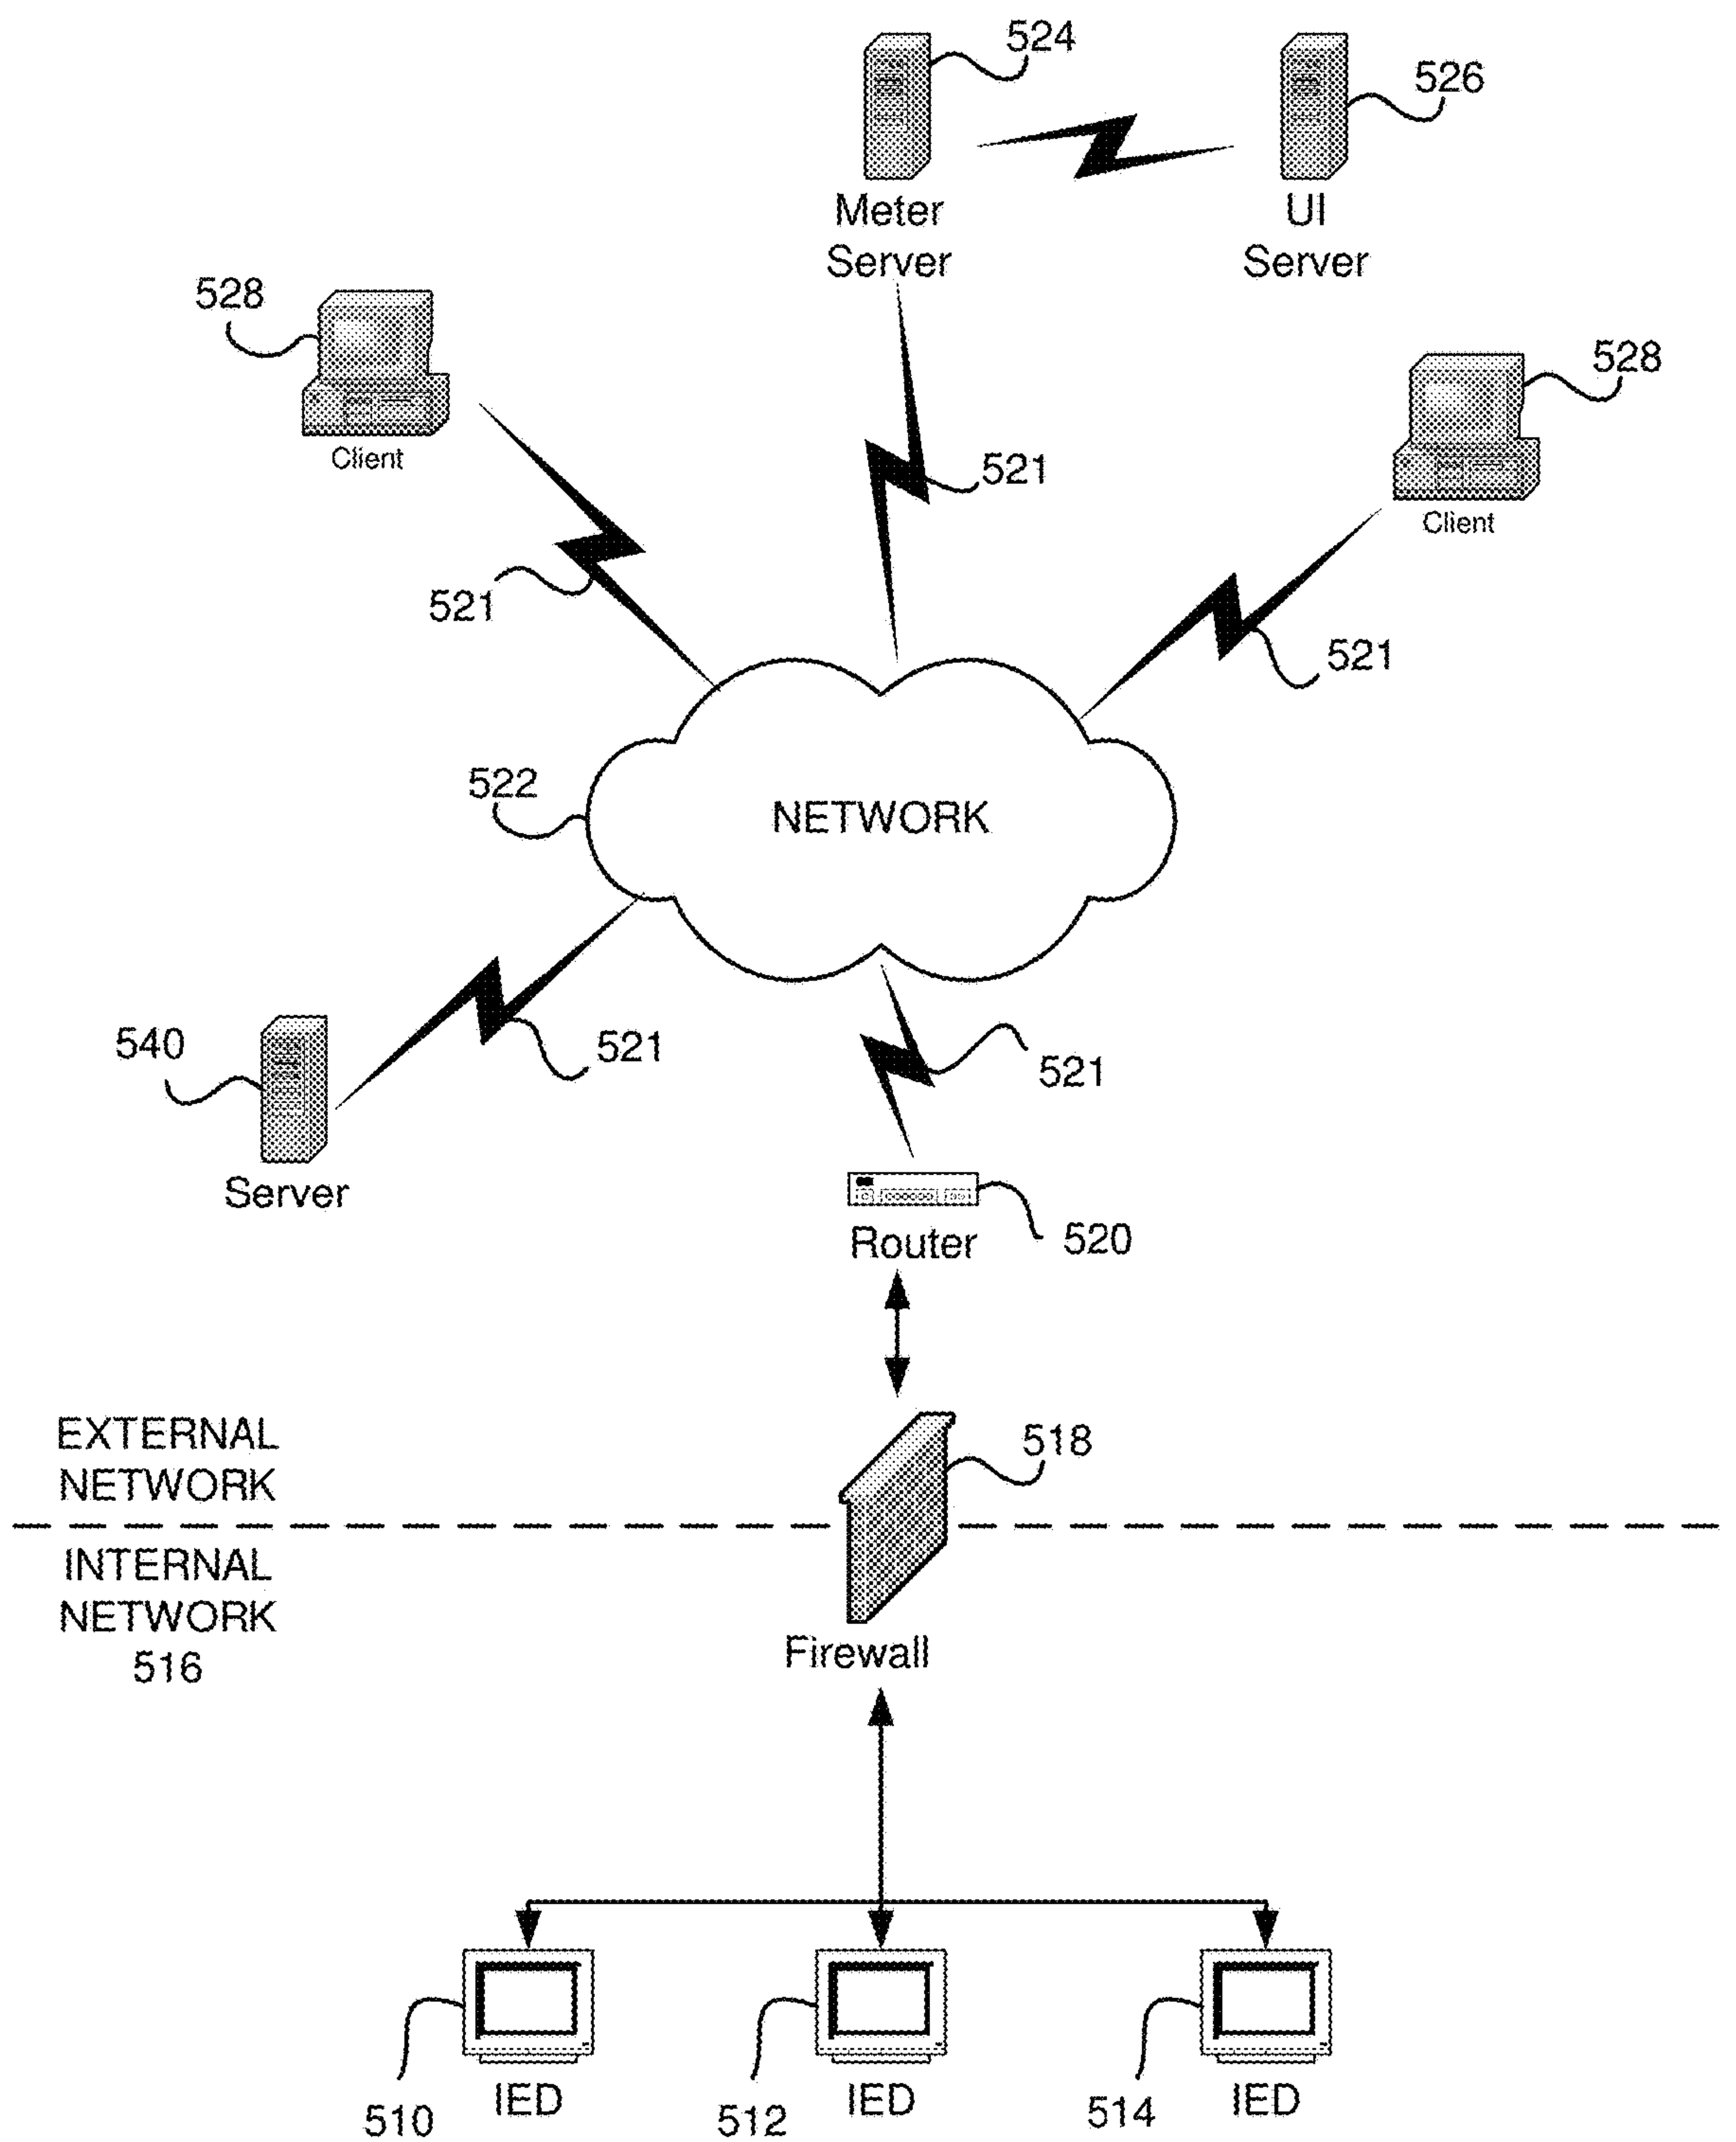 524
526
Meter
Server
UI
Server
528
Client
528
Client
521
521
521
522
NETWORK
540
Server
521
521
Router
520
EXTERNAL
NETWORK
518
INTERNAL
NETWORK
516
Firewall
510
IED
512
IED
514
IED